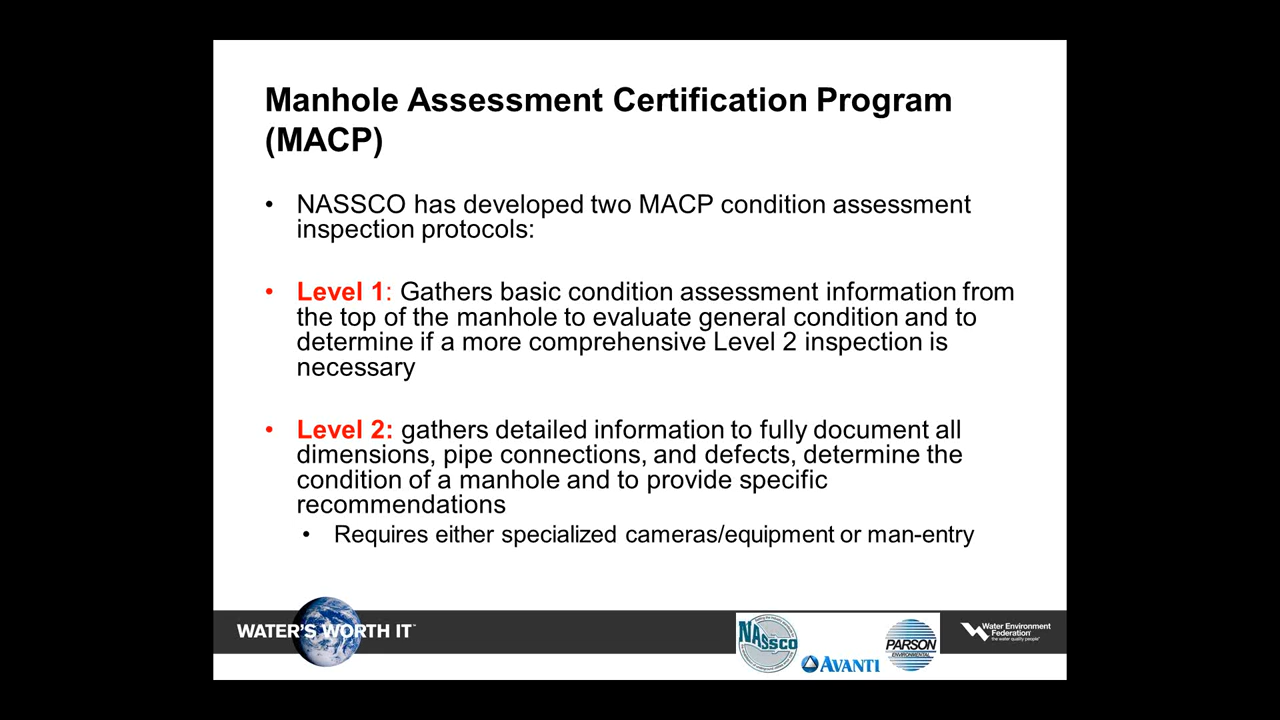 Manhole Assessment Certification Program
(MACP)
• NASSCO has developed two MACP condition assessment
inspection protocols:
• Level 1: Gathers basic condition assessment information from
the top of the manhole to evaluate general condition and to
determine if a more comprehensive Level 2 inspection is
necessary
• Level 2: gathers detailed information to fully document all
dimensions, pipe connections, and defects, determine the
condition of a manhole and to provide specific
recommendations
• Requires either specialized cameras/equipment or man-entry
WATER'S WORTH IT™
NASSCO
AVANTI
PARSON
ENVIRONMENTAL
Water Environment
Federation
the water quality people®